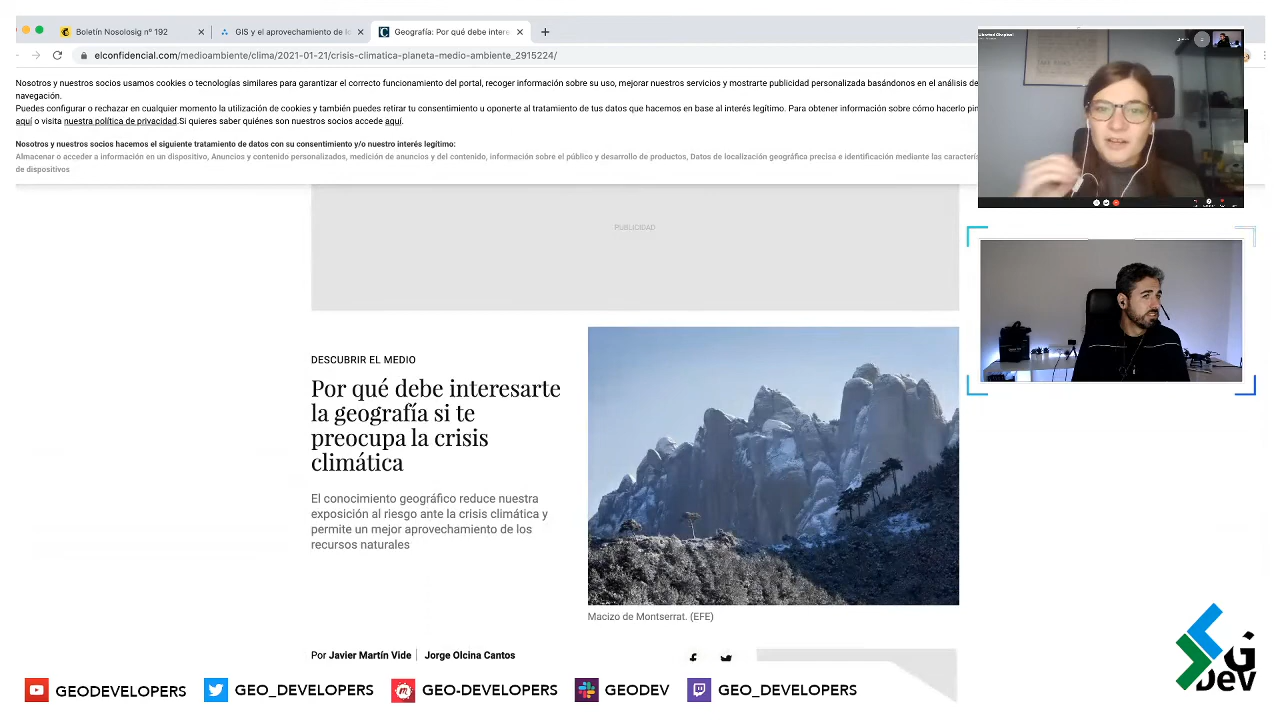 Boletín Nosolosig nº 192
GIS y el aprovechamiento de lo
Geografía: Por qué debe intere
elconfidencial.com/medioambiente/clima/2021-01-21/crisis-climatica-planeta-medio-ambiente_2915224/
Nosotros y nuestros socios usamos cookies o tecnologías similares para garantizar el correcto funcionamiento del portal, recoger información sobre su uso, mejorar nuestros servicios y mostrarte publicidad personalizada basándonos en el análisis de
navegación.
Puedes configurar o rechazar en cualquier momento la utilización de cookies y también puedes retirar tu consentimiento u oponerte al tratamiento de tus datos que hacemos en base al interés legítimo. Para obtener información sobre cómo hacerlo
aquí o visita nuestra política de privacidad.Si quieres saber quiénes son nuestros socios accede aquí.
Nosotros y nuestros socios hacemos el siguiente tratamiento de datos con su consentimiento y/o nuestro interés legítimo:
Almacenar o acceder a información en un dispositivo, Anuncios y contenido personalizados, medición de anuncios y del contenido, información sobre el público y desarrollo de productos, Datos de localización geográfica precisa e identificación mediante las
de dispositivos
PUBLICIDAD
DESCUBRIR EL MEDIO
Por qué debe interesarte
la geografía si te
preocupa la crisis
climática
El conocimiento geográfico reduce nuestra
exposición al riesgo ante la crisis climática y
permite un mejor aprovechamiento de los
recursos naturales
Macizo de Montserrat. (EFE)
Por Javier Martín Vide Jorge Olcina Cantos
GEODEVELOPERS
GEO_DEVELOPERS
GEO-DEVELOPERS
GEODEV
GEO_DEVELOPERS
G
DEV